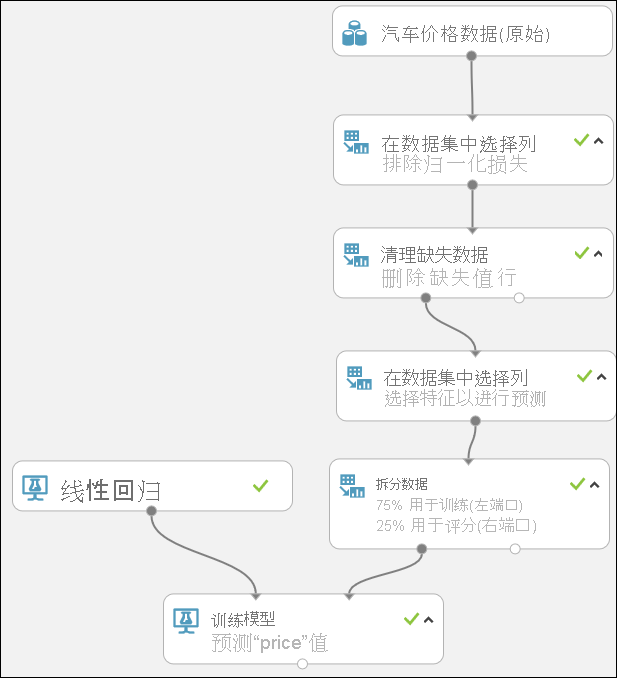 汽车价格数据(原始)
在数据集中选择列
排除归一化损失
清理缺失数据
删除缺失值行
在数据集中选择列
选择特征以进行预测
线性回归
拆分数据
75% 用于训练(左端口)
25% 用于评分(右端口)
训练模型
预测“price”值